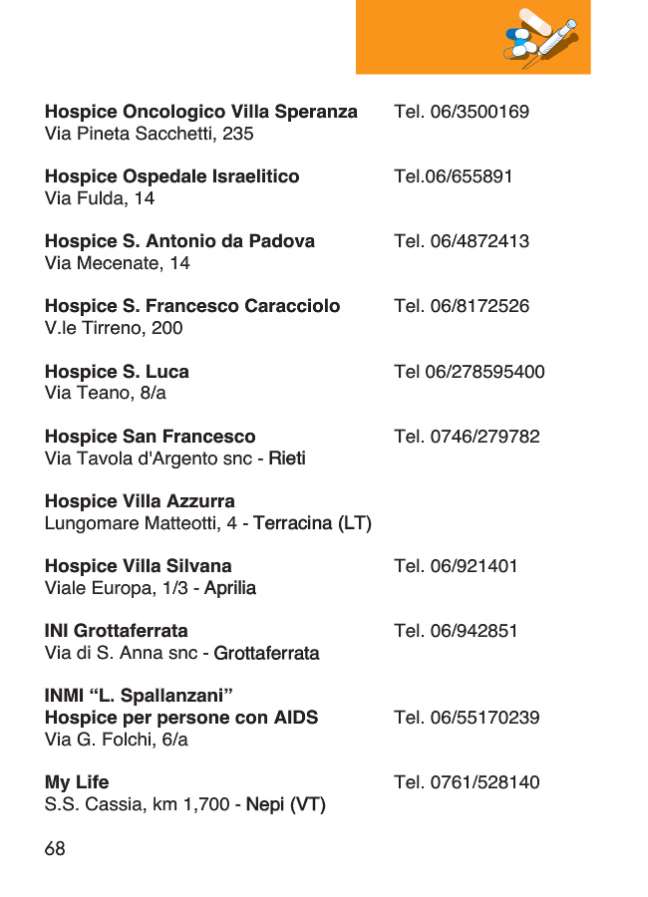 Hospice Oncologico Villa Speranza Tel. 06/3500169
Via Pineta Sacchetti, 235
Hospice Ospedale Israelitico Tel.06/655891
Via Fulda, 14
Hospice S. Antonio da Padova Tel. 06/4872413
Via Mecenate, 14
Hospice S. Francesco Caracciolo Tel. 06/8172526
V.le Tirreno, 200
Hospice S. Luca Tel 06/278595400
Via Teano, 8/a
Hospice San Francesco Tel. 0746/279782
Via Tavola d'Argento snc - Rieti
Hospice Villa Azzurra
Lungomare Matteotti, 4 - Terracina (LT)
Hospice Villa Silvana Tel. 06/921401
Viale Europa, 1/3 - Aprilia
INI Grottaferrata Tel. 06/942851
Via di S. Anna snc - Grottaferrata
INMI “L. Spallanzani”
Hospice per persone con AIDS Tel. 06/55170239
Via G. Folchi, 6/a
My Life Tel. 0761/528140
S.S. Cassia, km 1,700 - Nepi (VT)
68